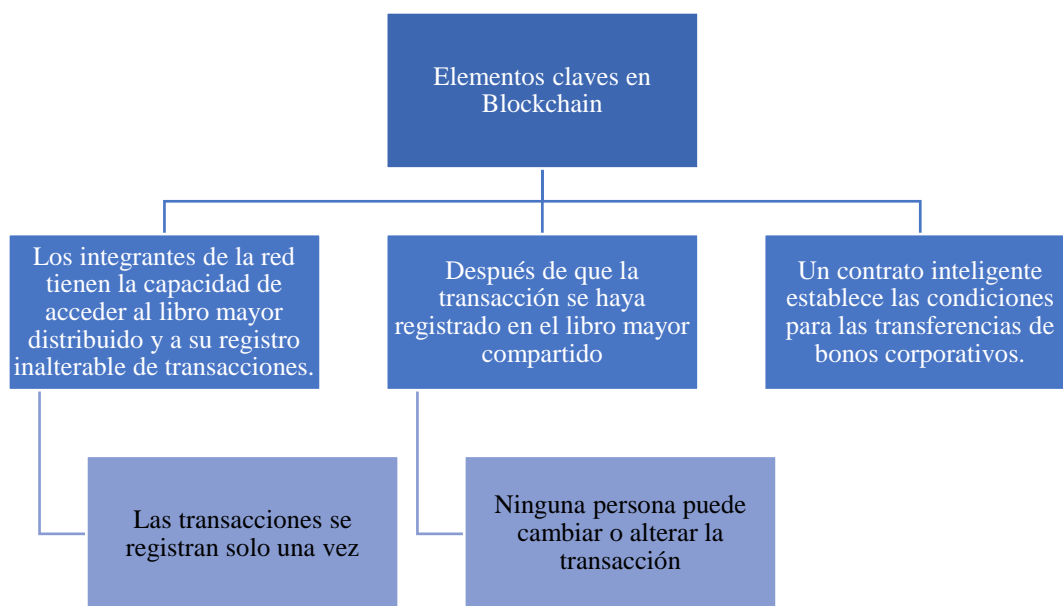 Elementos claves en
Blockchain
Los integrantes de la red
tienen la capacidad de
acceder al libro mayor
distribuido y a su registro
inalterable de transacciones.
Después de que la
transacción se haya
registrado en el libro mayor
compartido
Un contrato inteligente
establece las condiciones
para las transferencias de
bonos corporativos.
Las transacciones se
registran solo una vez
Ninguna persona puede
cambiar o alterar la
transacción